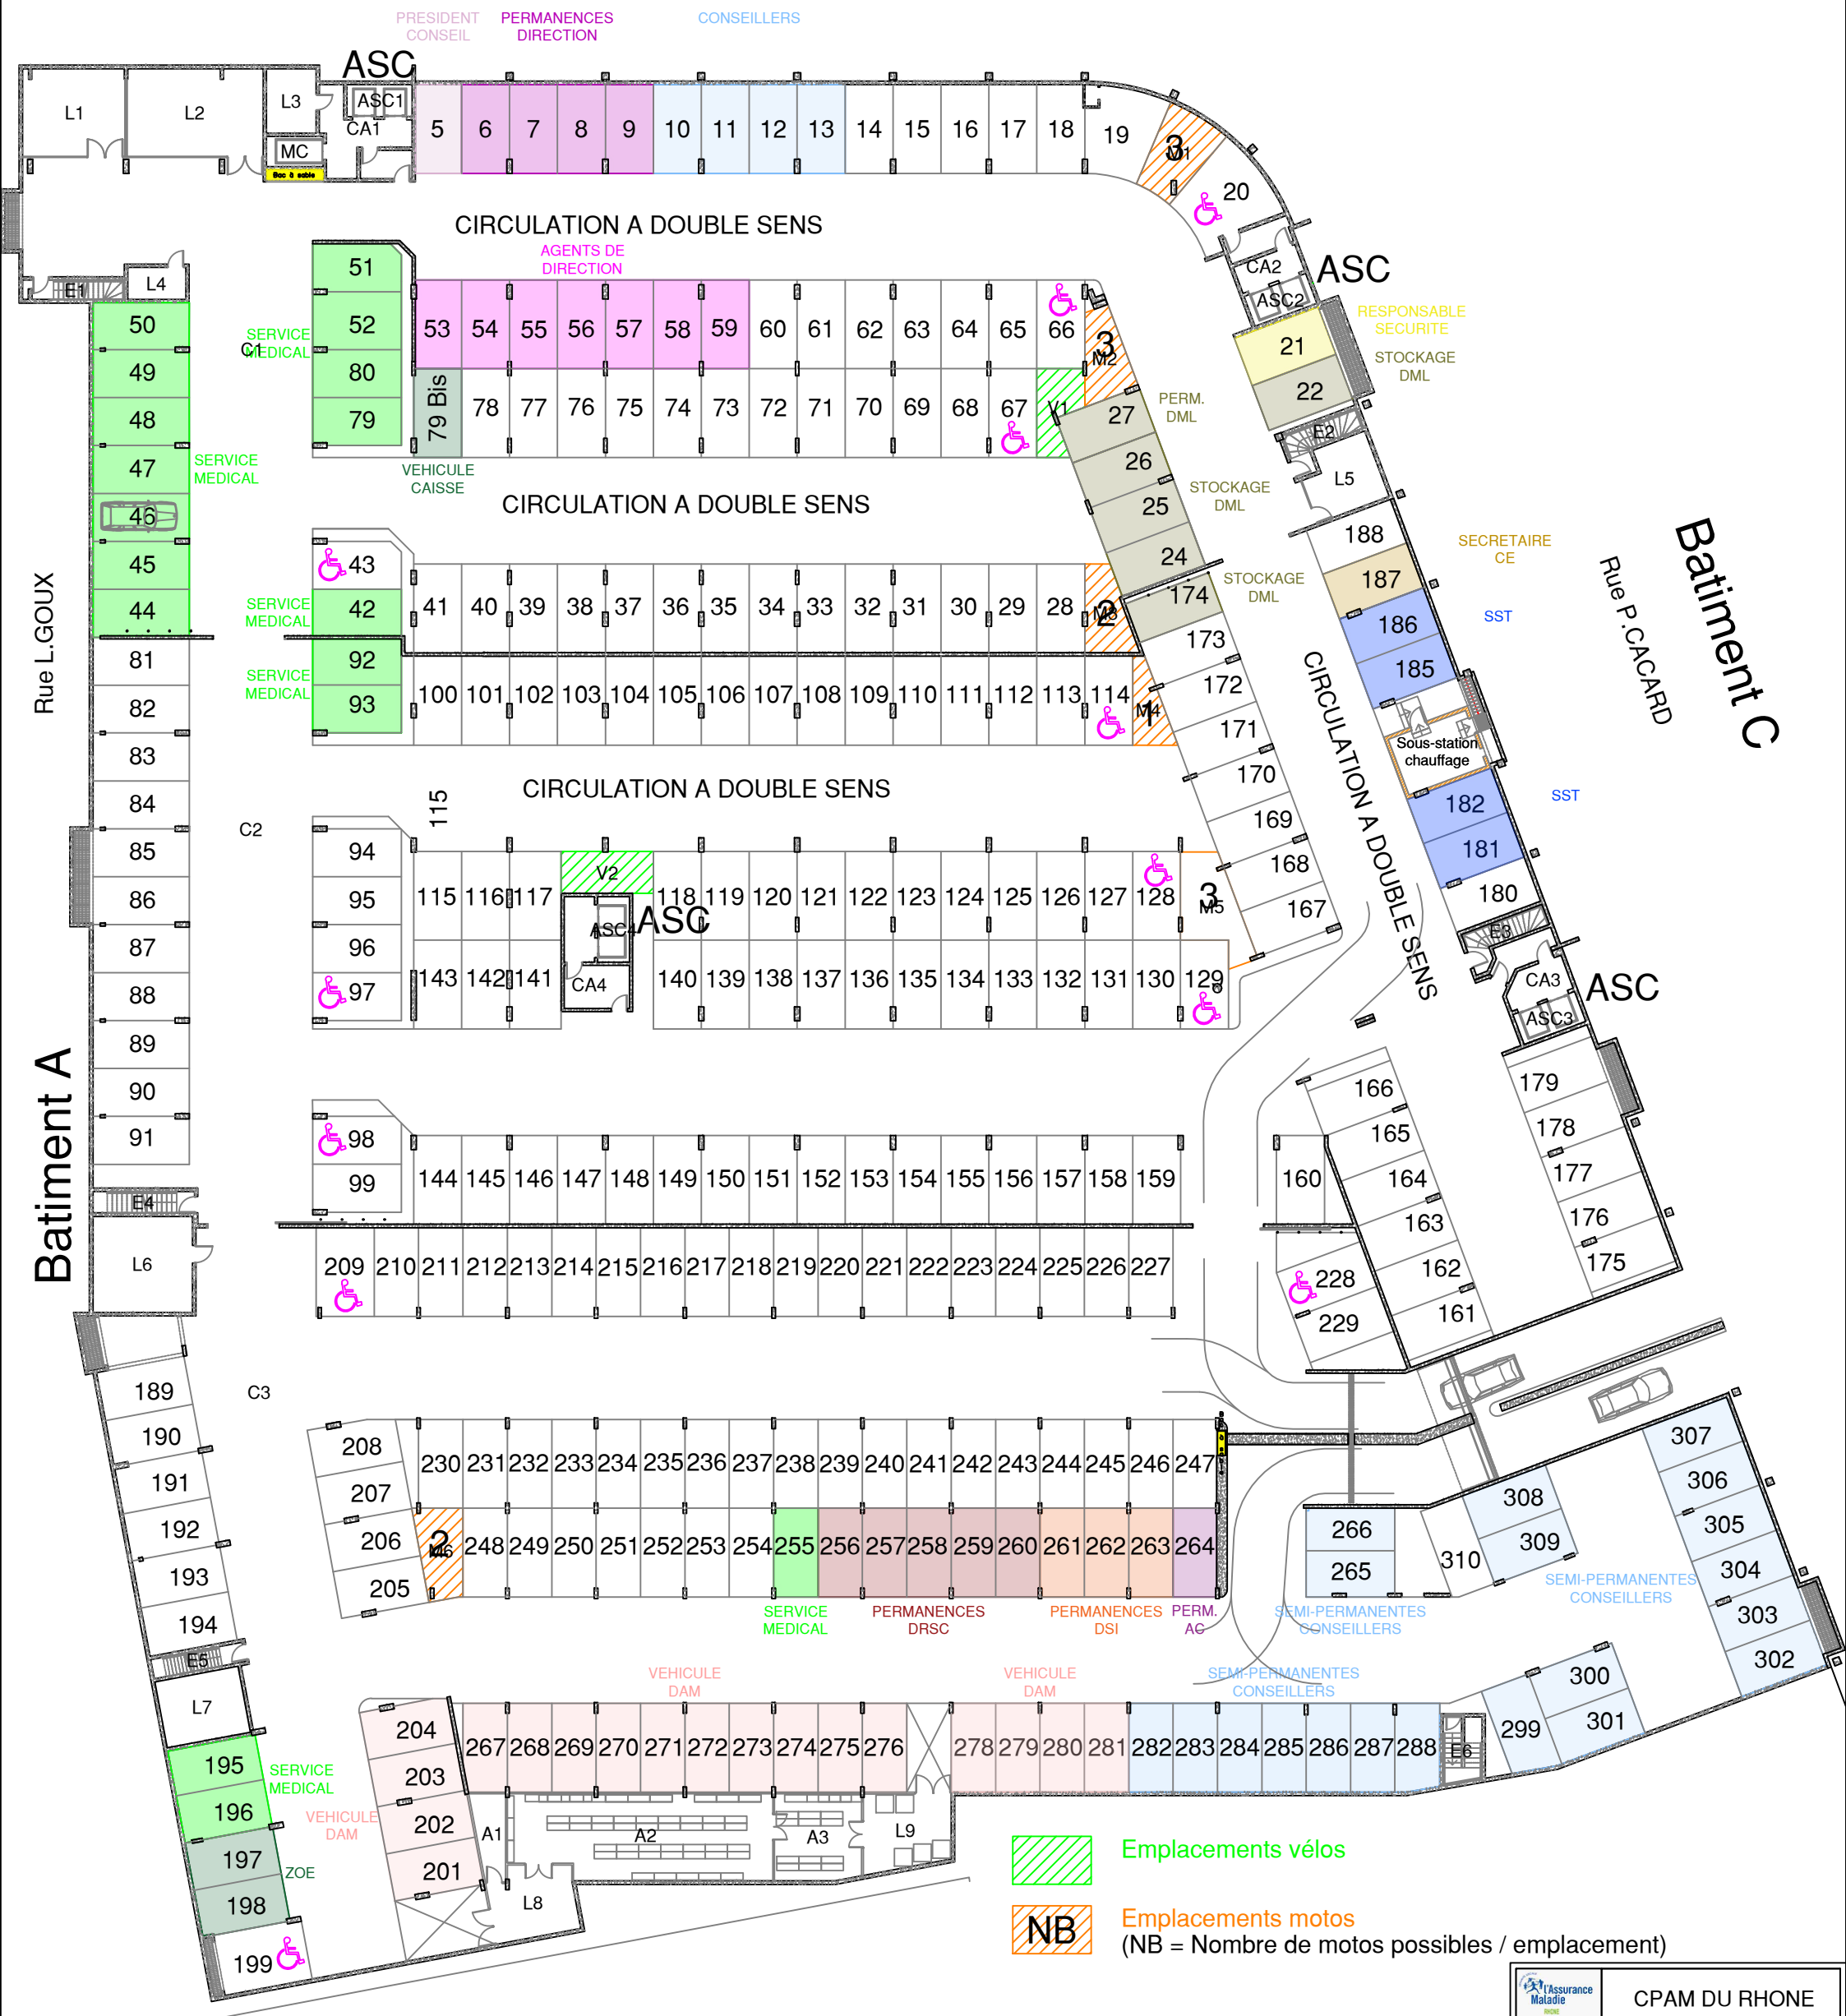 PRESIDENT
CONSEIL
PERMANENCES
DIRECTION
CONSEILLERS
ASC
L1
L2
L3
ASC1
CA1
MC
Bac à sable
5 6 7 8 9 10 11 12 13 14 15 16 17 18 19
3
M1
20
CIRCULATION A DOUBLE SENS
AGENTS DE
DIRECTION
CA2
ASC2
ASC
E1
L4
51
52
80
79
SERVICE
MEDICAL
C1
53 54 55 56 57 58 59 60 61 62 63 64 65 66
3
M2
79 Bis
78 77 76 75 74 73 72 71 70 69 68 67
V1
VEHICULE
CAISSE
RESPONSABLE
SECURITE
21
22
STOCKAGE
DML
E2
L5
50
49
48
47
46
45
44
SERVICE
MEDICAL
27
26
25
24
PERM.
DML
STOCKAGE
DML
CIRCULATION A DOUBLE SENS
188
187
186
185
SECRETAIRE
CE
SST
Rue P.CACARD
Batiment C
Rue L.GOUX
43
42
SERVICE
MEDICAL
41 40 39 38 37 36 35 34 33 32 31 30 29 28
2
M3
174
STOCKAGE
DML
92
93
SERVICE
MEDICAL
100 101 102 103 104 105 106 107 108 109 110 111 112 113 114
1
M4
173
172
171
170
169
168
167
CIRCULATION A DOUBLE SENS
Sous-station
chauffage
182
181
180
SST
E3
CA3
ASC3
ASC
81
82
83
84
85
86
87
88
89
90
91
C2
CIRCULATION A DOUBLE SENS
115
94
95
96
97
115 116 117
V2
118 119 120 121 122 123 124 125 126 127 128
3
M5
ASC4
ASC
CA4
143 142 141
140 139 138 137 136 135 134 133 132 131 130 129
Batiment A
98
99
144 145 146 147 148 149 150 151 152 153 154 155 156 157 158 159
160
166
165
164
163
162
161
179
178
177
176
175
E4
L6
209 210 211 212 213 214 215 216 217 218 219 220 221 222 223 224 225 226 227
228
229
C3
189
190
191
192
193
194
E5
L7
208
207
206
205
230 231 232 233 234 235 236 237 238 239 240 241 242 243 244 245 246 247
2
M6
248 249 250 251 252 253 254 255 256 257 258 259 260 261 262 263 264
SERVICE
MEDICAL
PERMANENCES
DRSC
PERMANENCES
DSI
PERM.
AC
266
265
SEMI-PERMANENTES
CONSEILLERS
310
308
309
SEMI-PERMANENTES
CONSEILLERS
307
306
305
304
303
302
VEHICULE
DAM
VEHICULE
DAM
SEMI-PERMANENTES
CONSEILLERS
300
301
299
195
196
SERVICE
MEDICAL
197
198
ZOE
199
204
203
202
201
VEHICULE
DAM
267 268 269 270 271 272 273 274 275 276
278 279 280 281 282 283 284 285 286 287 288
E6
A1
A2
A3
L9
L8
Emplacements vélos
NB
Emplacements motos
(NB = Nombre de motos possibles / emplacement)
l'Assurance
Maladie
RHONE
CPAM DU RHONE